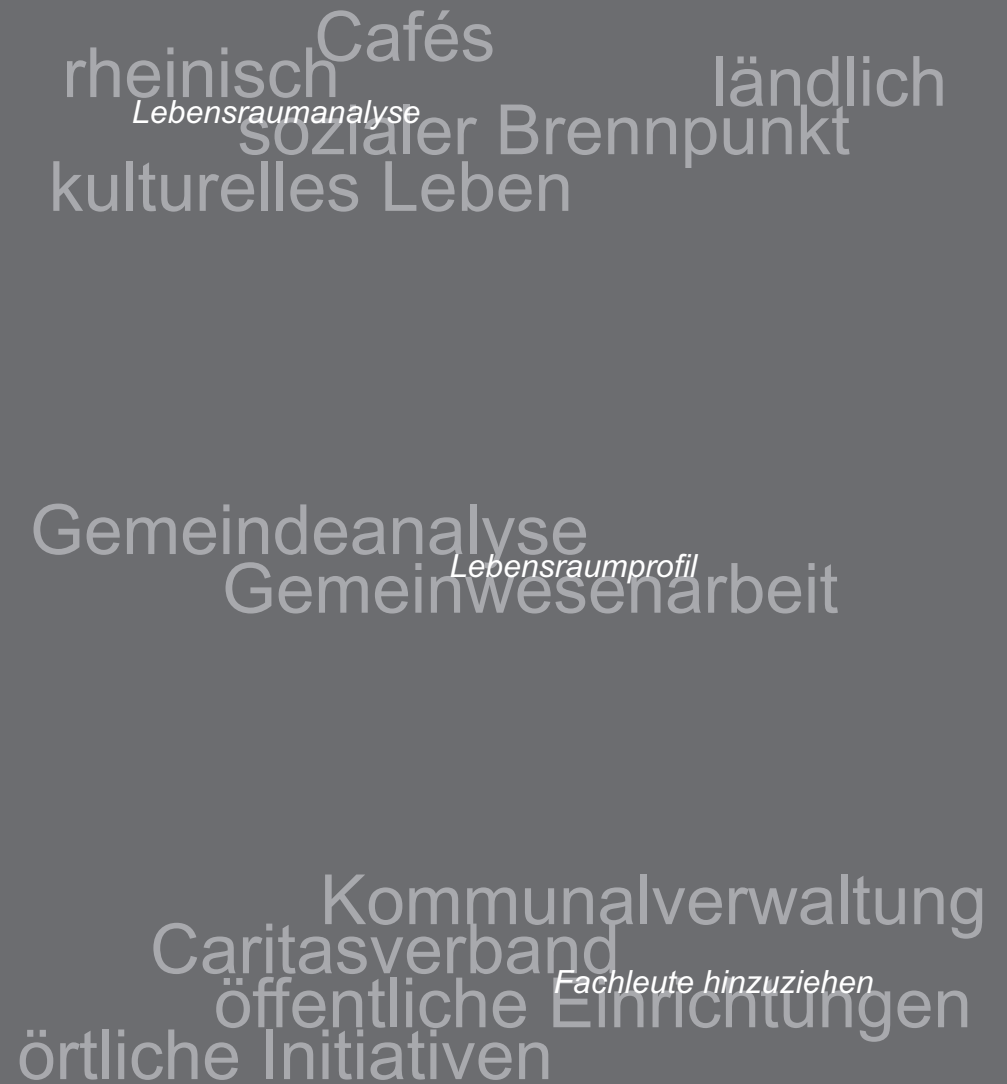 Cafés
rheinisch
ländlich
Lebensraumanalyse
sozialer Brennpunkt
kulturelles Leben
Gemeindeanalyse
Lebensraumprofil
Gemeinwesenarbeit
Kommunalverwaltung
Caritasverband
Fachleute hinzuziehen
öffentliche Einrichtungen
örtliche Initiativen